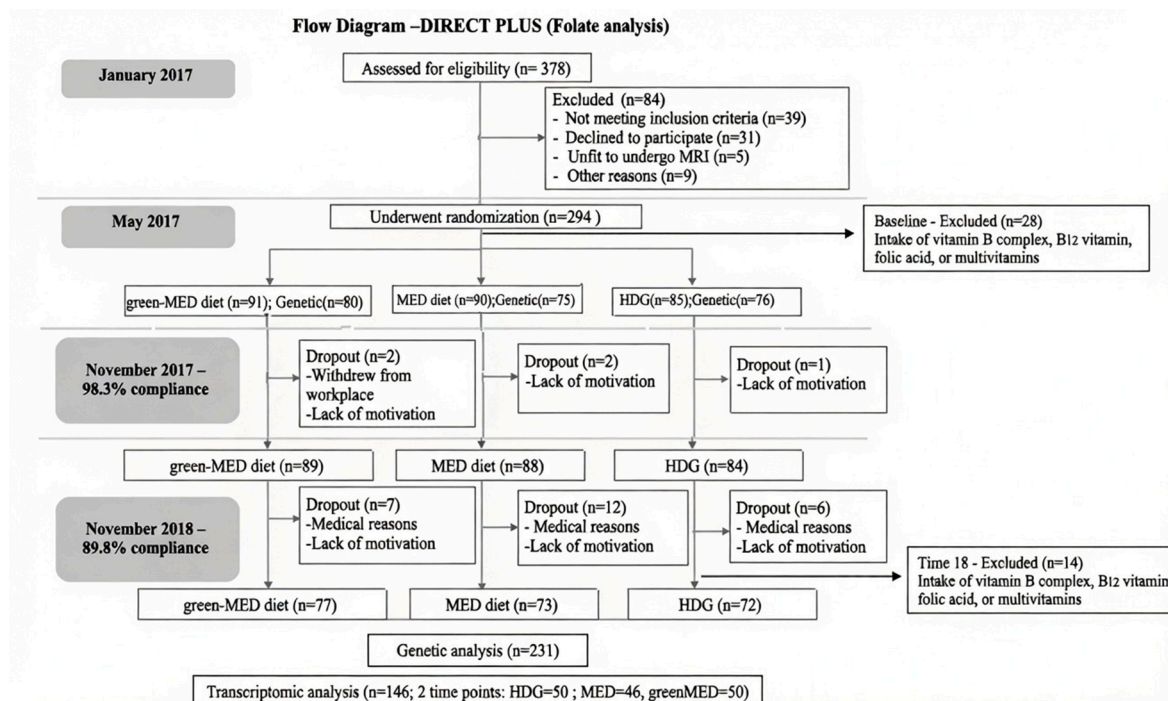 Flow Diagram –DIRECT PLUS (Folate analysis)
January 2017
Assessed for eligibility (n= 378)
Excluded (n=84)
- Not meeting inclusion criteria (n=39)
- Declined to participate (n=31)
- Unfit to undergo MRI (n=5)
- Other reasons (n=9)
May 2017
Underwent randomization (n=294 )
Baseline - Excluded (n=28)
Intake of vitamin B complex, B12 vitamin,
folic acid, or multivitamins
green-MED diet (n=91); Genetic(n=80)
MED diet (n=90);Genetic(n=75)
HDG(n=85);Genetic(n=76)
November 2017 –
98.3% compliance
Dropout (n=2)
-Withdrew from
workplace
-Lack of motivation
Dropout (n=2)
-Lack of motivation
Dropout (n=1)
-Lack of motivation
green-MED diet (n=89)
MED diet (n=88)
HDG (n=84)
November 2018 –
89.8% compliance
Dropout (n=7)
-Medical reasons
-Lack of motivation
Dropout (n=12)
- Medical reasons
-Lack of motivation
Dropout (n=6)
- Medical reasons
-Lack of motivation
Time 18 - Excluded (n=14)
Intake of vitamin B complex, B12 vitamin
folic acid, or multivitamins
green-MED diet (n=77)
MED diet (n=73)
HDG (n=72)
Genetic analysis (n=231)
Transcriptomic analysis (n=146; 2 time points: HDG=50 ; MED=46, greenMED=50)